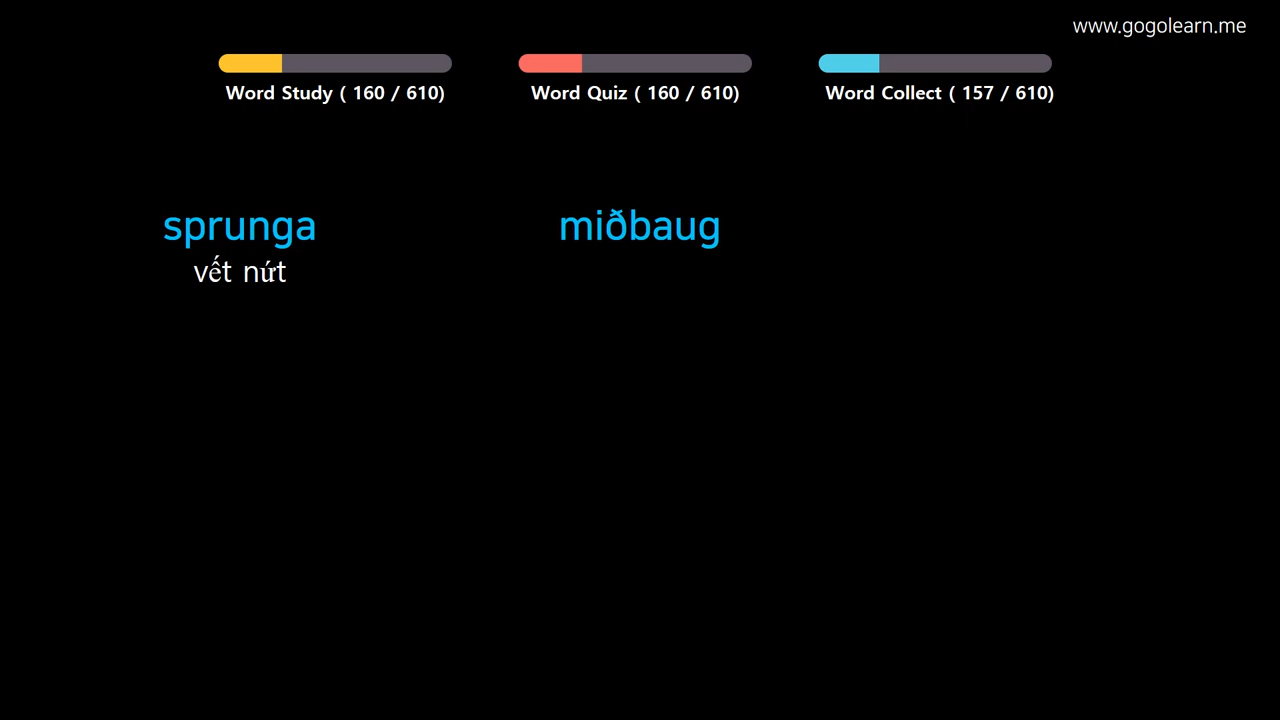 www.gogolearn.me
Word Study ( 160 / 610)
Word Quiz ( 160 / 610)
Word Collect ( 157 / 610)
sprunga
vết nứt
miðbaug